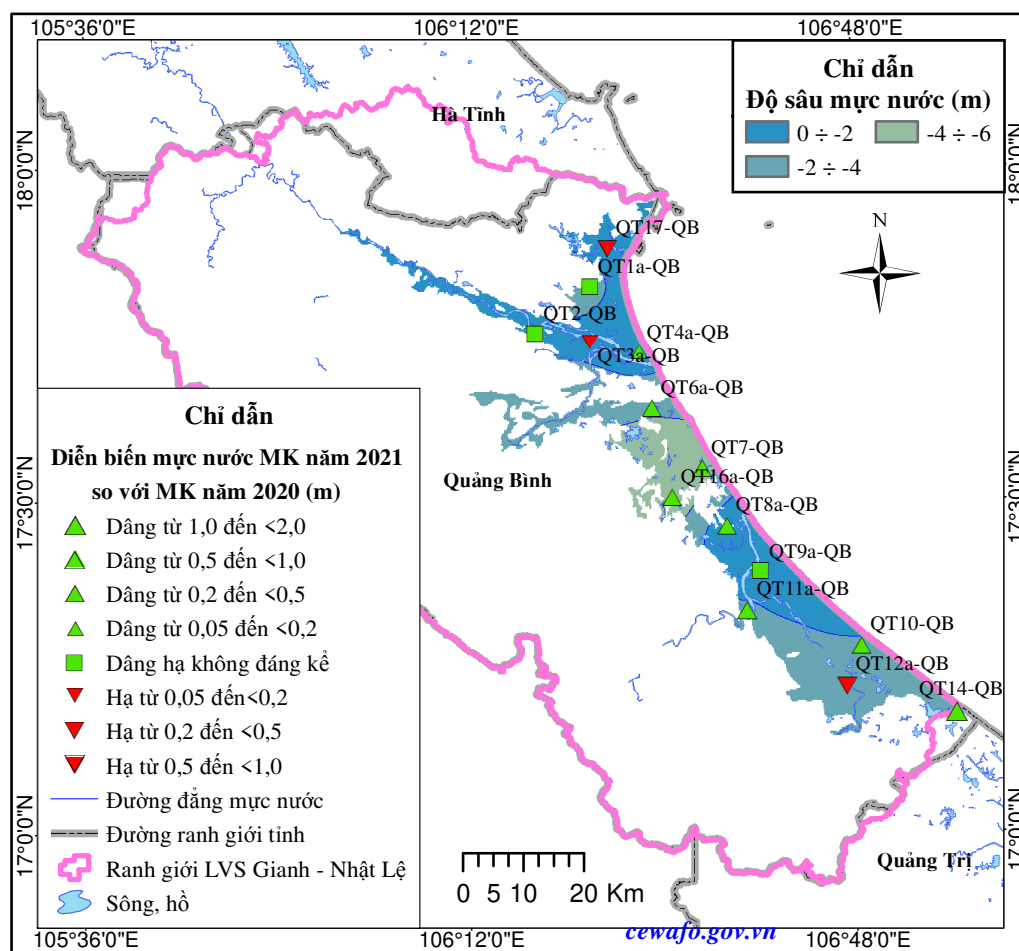 105°36'0"E
106°12'0"E
106°48'0"E
Chỉ dẫn
Độ sâu mực nước (m)
0 ÷ -2
-4 ÷ -6
-2 ÷ -4
Hà Tĩnh
18°0'0"N
18°0'0"N
N
QT17-QB
QT1a-QB
QT2-QB
QT4a-QB
QT3a-QB
QT6a-QB
QT7-QB
Quảng Bình
QT16a-QB
QT8a-QB
17°30'0"N
17°30'0"N
QT9a-QB
QT11a-QB
QT10-QB
QT12a-QB
QT14-QB
Chỉ dẫn
Diễn biến mực nước MK năm 2021
so với MK năm 2020 (m)
Dâng từ 1,0 đến <2,0
Dâng từ 0,5 đến <1,0
Dâng từ 0,2 đến <0,5
Dâng từ 0,05 đến <0,2
Dâng hạ không đáng kể
Hạ từ 0,05 đến<0,2
Hạ từ 0,2 đến <0,5
Hạ từ 0,5 đến <1,0
Đường đẳng mực nước
Đường ranh giới tỉnh
Ranh giới LVS Gianh - Nhật Lệ
Sông, hồ
17°0'0"N
17°0'0"N
Quảng Trị
0 5 10 20 Km
cewafo.gov.vn
105°36'0"E
106°12'0"E
106°48'0"E